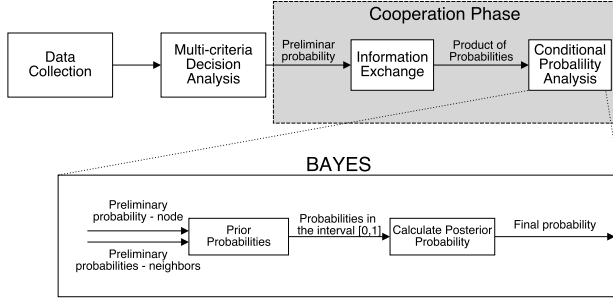 Cooperation Phase
Data
Collection
Multi-criteria
Decision
Analysis
Preliminar
probability
Information
Exchange
Product of
Probabilities
Conditional
Probalility
Analysis
BAYES
Preliminary
probability - node
Preliminary
probabilities - neighbors
Prior
Probabilities
Probabilities in
the interval [0,1]
Calculate Posterior
Probability
Final probability